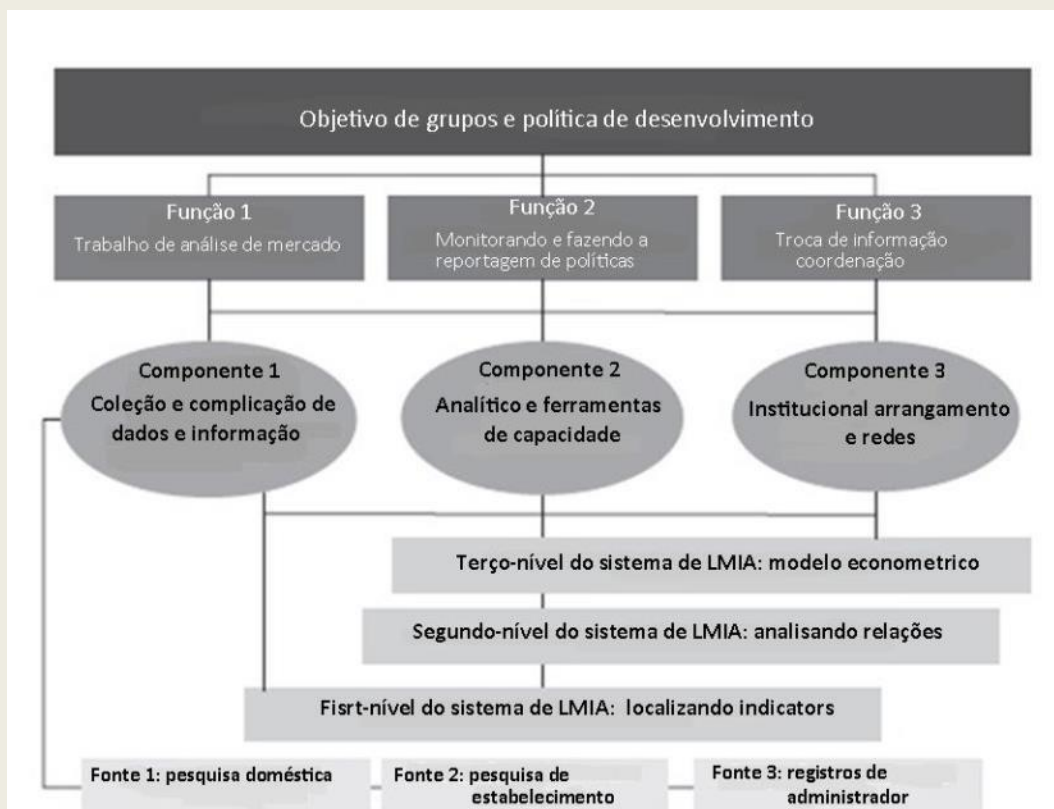 Objetivo de grupos e política de desenvolvimento
Função 1
Trabalho de análise de mercado
Função 2
Monitorando e fazendo a
reportagem de políticas
Função 3
Troca de informação
coordenação
Componente 1
Coleção e complicação de
dados e informação
Componente 2
Analítico e ferramentas
de capacidade
Componente 3
Institucional arrangamento
e redes
Terço-nível do sistema de LMIA: modelo econometrico
Segundo-nível do sistema de LMIA: analisando relações
Fisrt-nível do sistema de LMIA: localizando indicators
Fonte 1: pesquisa doméstica
Fonte 2: pesquisa de
estabelecimento
Fonte 3: registros de
administrador